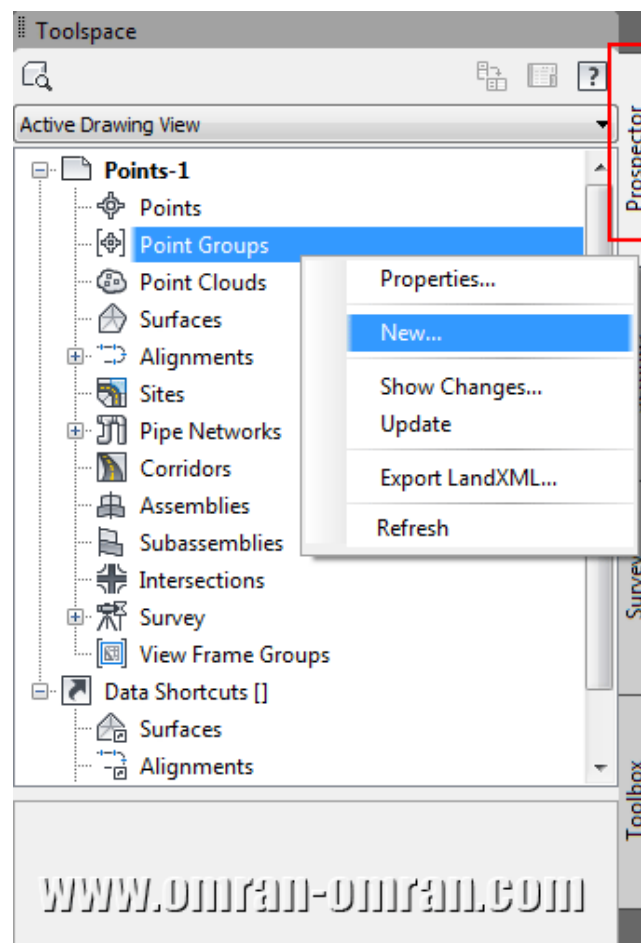 Toolspace
?
Active Drawing View
Prospector
Points-1
Points
Point Groups
Point Clouds
Surfaces
Alignments
Sites
Pipe Networks
Corridors
Assemblies
Subassemblies
Intersections
Survey
View Frame Groups
Data Shortcuts []
Surfaces
Alignments
Properties...
New...
Show Changes...
Update
Export LandXML...
Refresh
Survey
Toolbox
www.omran-omran.com